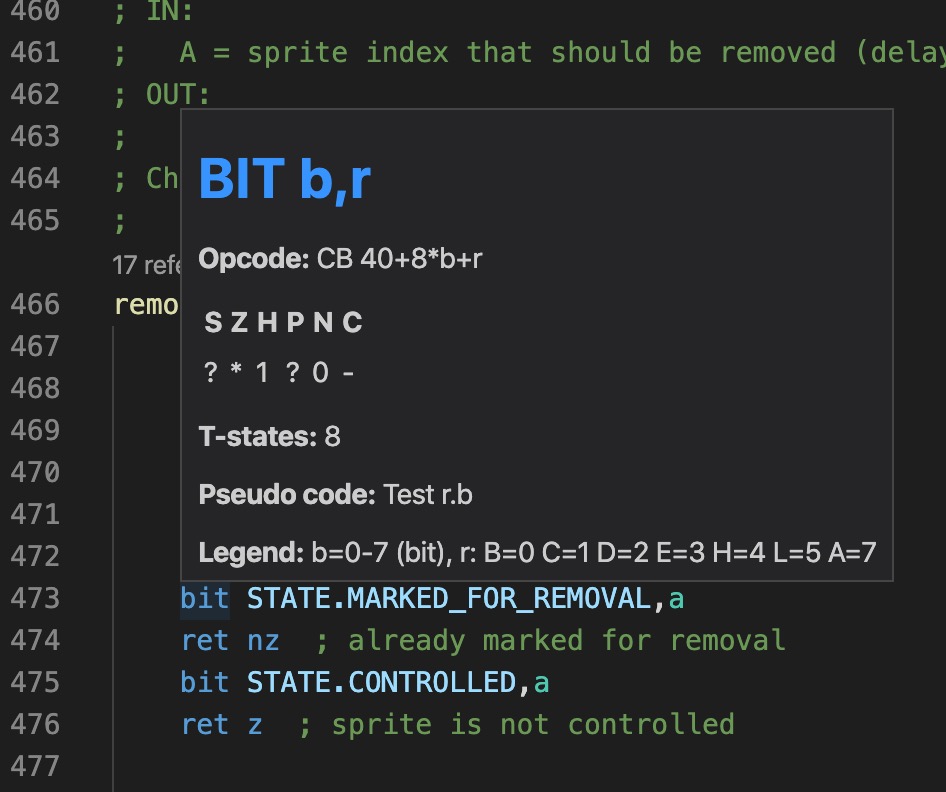 460 ; IN:
461 ; A = sprite index that should be removed (delay
462 ; OUT:
463 ;
464 ; Ch
465 ;
17 refe
466 remo
467
468
469
470
471
472
BIT b,r
Opcode: CB 40+8*b+r
S Z H P N C
? * 1 ? 0 -
T-states: 8
Pseudo code: Test r.b
Legend: b=0-7 (bit), r: B=0 C=1 D=2 E=3 H=4 L=5 A=7
473 bit STATE.MARKED_FOR_REMOVAL,a
474 ret nz ; already marked for removal
475 bit STATE.CONTROLLED,a
476 ret z ; sprite is not controlled
477